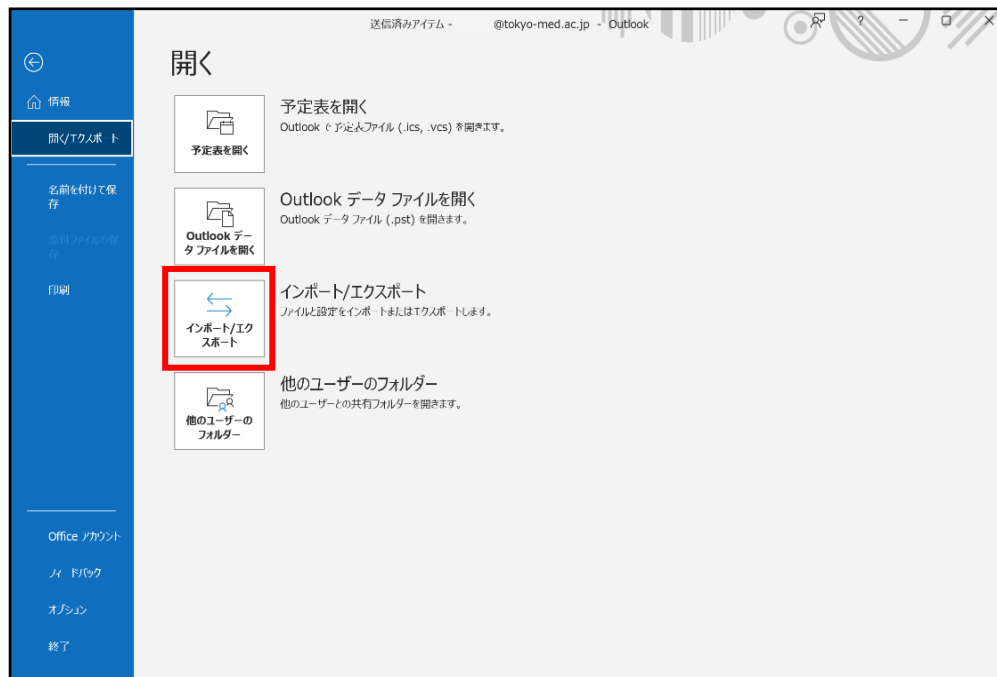 送信済みアイテム - @tokyo-med.ac.jp - Outlook
?
開く
情報
開く/エクスポート
名前を付けて保
存
添付ファイルの保
存
印刷
Office アカウント
フィードバック
オプション
終了
予定表を開く
予定表を開く
Outlook で予定表ファイル (.ics, .vcs) を開きます。
Outlook デー
タ ファイルを開く
Outlook データ ファイルを開く
Outlook データ ファイル (.pst) を開きます。
インポート/エク
スポート
インポート/エクスポート
ファイルと設定をインポートまたはエクスポートします。
他のユーザーの
フォルダー
他のユーザーのフォルダー
他のユーザーとの共有フォルダーを開きます。